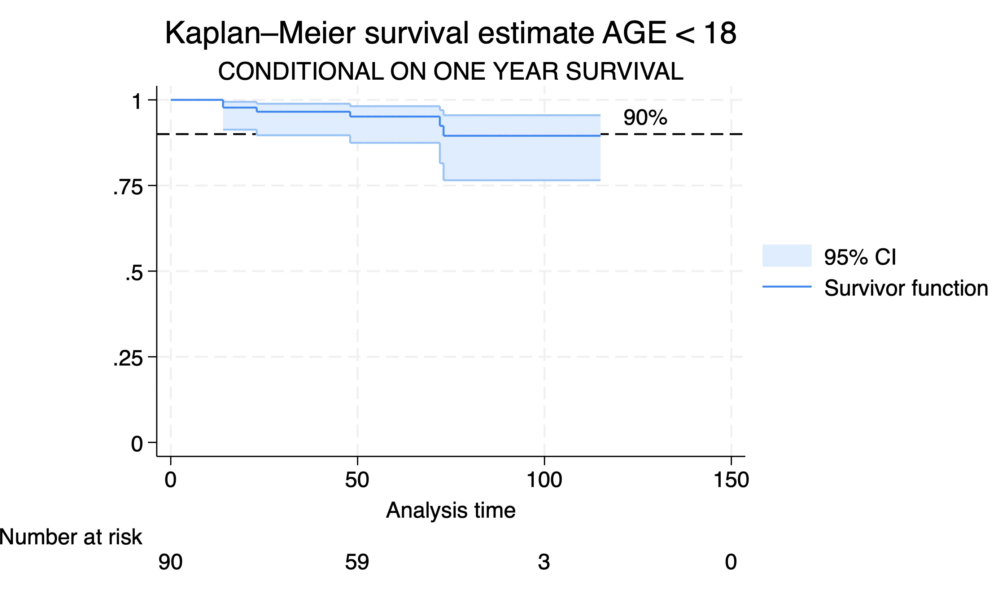 Kaplan–Meier survival estimate AGE < 18
CONDITIONAL ON ONE YEAR SURVIVAL
1
90%
.75
.5
.25
0
95% CI
Survivor function
0 50 100 150
Analysis time
Number at risk
90 59 3 0